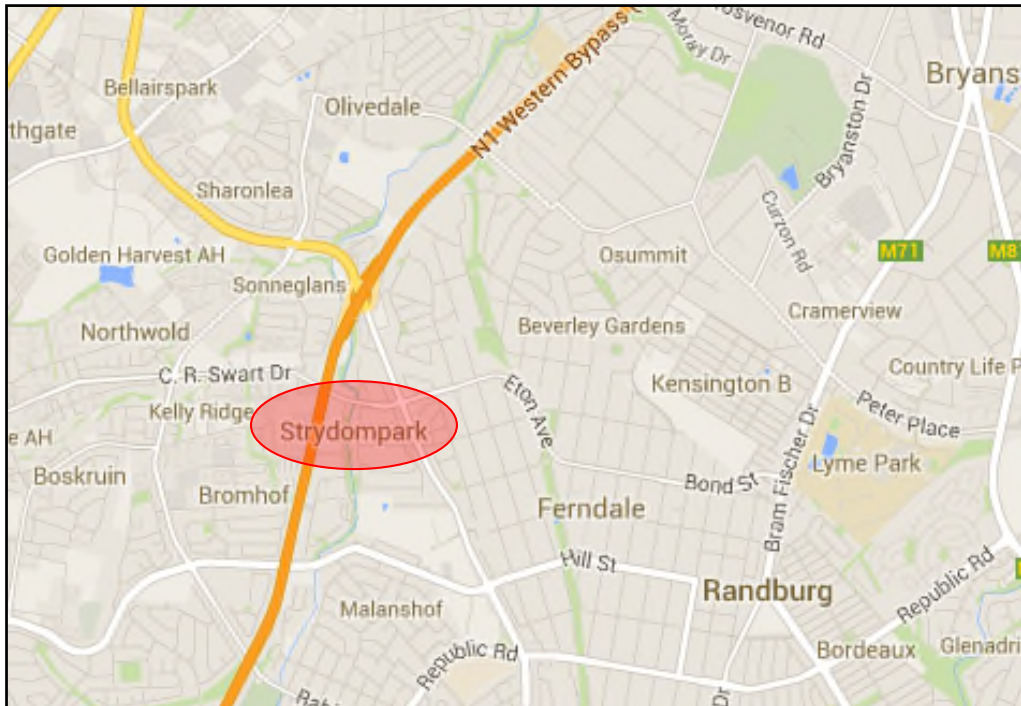 Grosvenor Rd
Moray Dr
N1 Western Bypass
Bryans
Bellairspark
Olivedale
thgate
Bryanston Dr
Sharonlea
Curzon Rd
Golden Harvest AH
Osummit
M71
M81
Sonneglans
Cramerview
Northwold
Beverley Gardens
C. R. Swart Dr
Country Life P
Kensington B
Eton Ave
Kelly Ridge
Peter Place
Strydompark
e AH
Boskruin
Lyme Park
Bond St
Bram Fischer Dr
Bromhof
Ferndale
Hill St
Randburg
Republic Rd
Malanshof
Republic Rd
Bordeaux
Glenadri
Dr